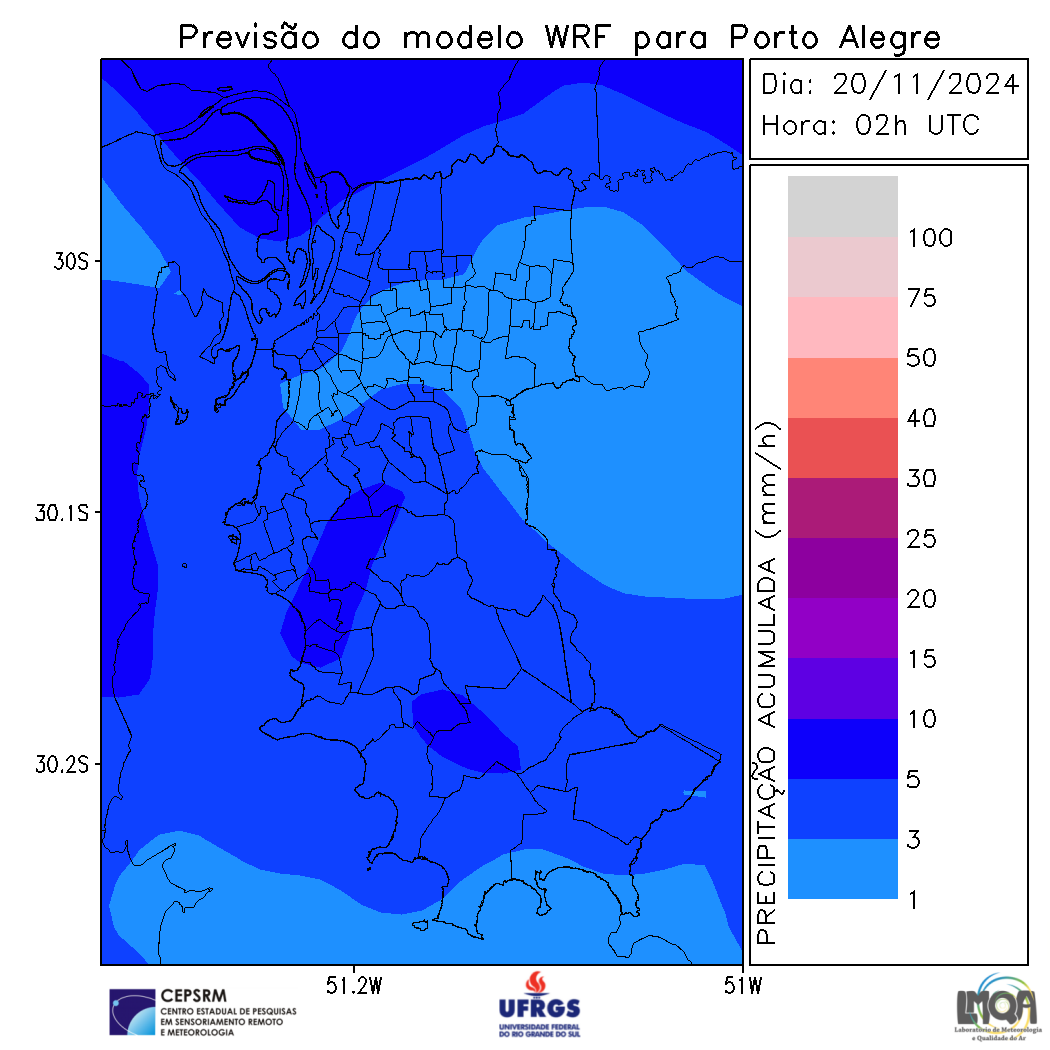 Previsão do modelo WRF para Porto Alegre
Dia: 20/11/2024
Hora: 02h UTC
30S
30.1S
30.2S
51.2W
51W
PRECIPITAÇÃO ACUMULADA (mm/h)
100
75
50
40
30
25
20
15
10
5
3
1
CEPSRM
CENTRO ESTADUAL DE PESQUISAS
EM SENSORIAMENTO REMOTO
E METEOROLOGIA
UFRGS
UNIVERSIDADE FEDERAL
DO RIO GRANDE DO SUL
LMQA
Laboratório de Meteorologia
e Qualidade do Ar